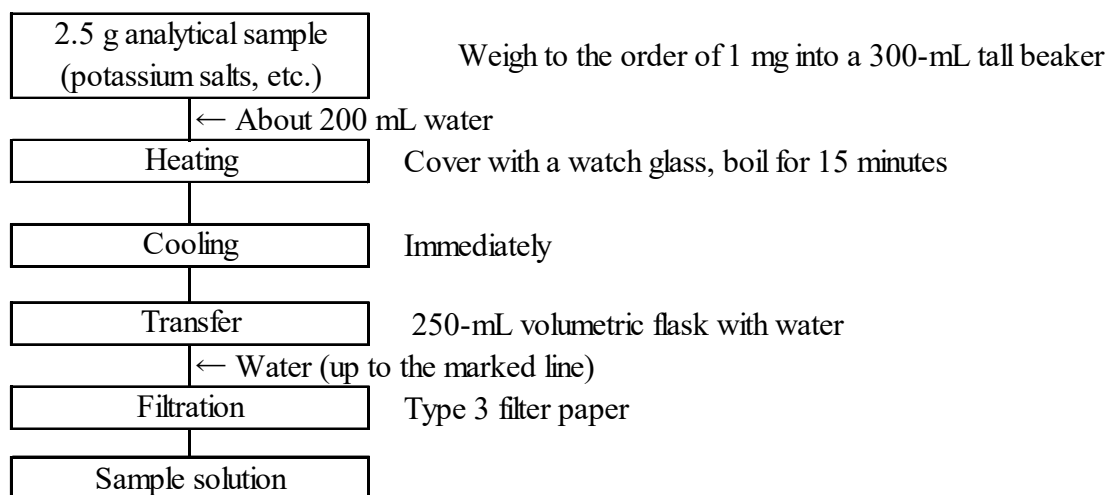 2.5 g analytical sample
(potassium salts, etc.)
Weigh to the order of 1 mg into a 300-mL tall beaker
← About 200 mL water
Heating
Cover with a watch glass, boil for 15 minutes
Cooling
Immediately
Transfer
250-mL volumetric flask with water
← Water (up to the marked line)
Filtration
Type 3 filter paper
Sample solution